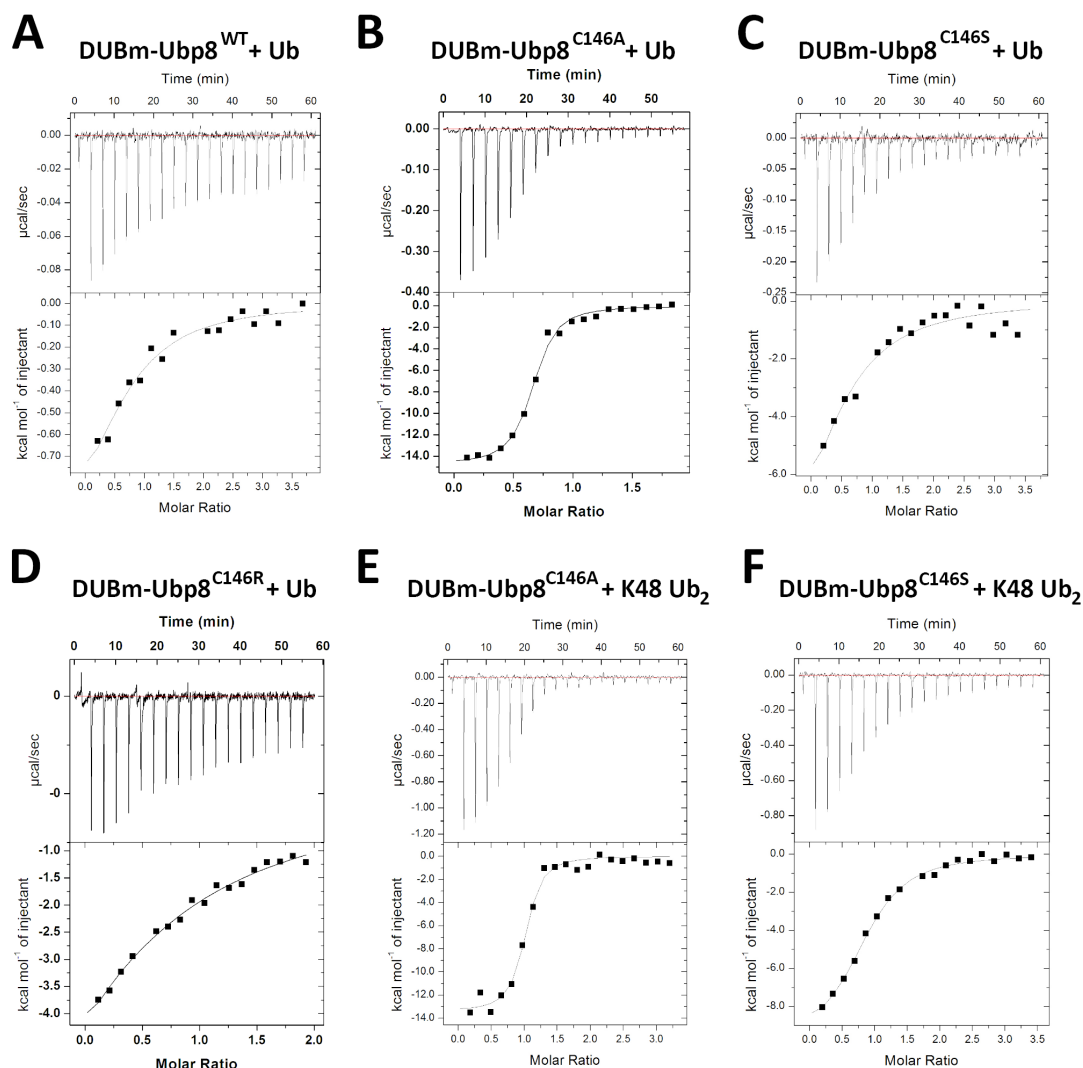 A
DUBm-Ubp8^WT + Ub
Time (min)
0 10 20 30 40 50 60
0.00
-0.02
-0.04
-0.06
-0.08
µcal/sec
0.00
-0.10
-0.20
-0.30
-0.40
-0.50
-0.60
-0.70
kcal mol⁻¹ of injectant
0.0 0.5 1.0 1.5 2.0 2.5 3.0 3.5
Molar Ratio
B
DUBm-Ubp8^C146A + Ub
Time (min)
0 10 20 30 40 50
0.00
-0.10
-0.20
-0.30
-0.40
µcal/sec
0.0
-2.0
-4.0
-6.0
-8.0
-10.0
-12.0
-14.0
kcal mol⁻¹ of injectant
0.0 0.5 1.0 1.5
Molar Ratio
C
DUBm-Ubp8^C146S + Ub
Time (min)
0 10 20 30 40 50 60
0.00
-0.05
-0.10
-0.15
-0.20
-0.25
µcal/sec
0.0
-2.0
-4.0
-6.0
kcal mol⁻¹ of injectant
0.0 0.5 1.0 1.5 2.0 2.5 3.0 3.5
Molar Ratio
D
DUBm-Ubp8^C146R + Ub
Time (min)
0 10 20 30 40 50 60
0
-0
µcal/sec
-1.0
-1.5
-2.0
-2.5
-3.0
-3.5
-4.0
kcal mol⁻¹ of injectant
0.0 0.5 1.0 1.5 2.0
Molar Ratio
E
DUBm-Ubp8^C146A + K48 Ub₂
Time (min)
0 10 20 30 40 50 60
0.00
-0.20
-0.40
-0.60
-0.80
-1.00
-1.20
µcal/sec
0.0
-2.0
-4.0
-6.0
-8.0
-10.0
-12.0
-14.0
kcal mol⁻¹ of injectant
0.0 0.5 1.0 1.5 2.0 2.5 3.0
Molar Ratio
F
DUBm-Ubp8^C146S + K48 Ub₂
Time (min)
0 10 20 30 40 50 60
0.00
-0.20
-0.40
-0.60
-0.80
µcal/sec
0.0
-2.0
-4.0
-6.0
-8.0
kcal mol⁻¹ of injectant
0.0 0.5 1.0 1.5 2.0 2.5 3.0 3.5
Molar Ratio